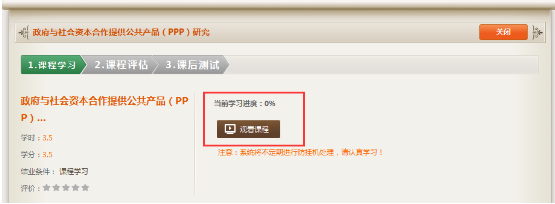 政府与社会资本合作提供公共产品（PPP）研究
关闭
1.课程学习
2.课程评估
3.课后测试
政府与社会资本合作提供公共产品（PP
P）...
学时：3.5
学分：3.5
结业条件： 课程学习
评价：
当前学习进度：0%
观看课程
注意：系统将不定期进行防挂机处理，请认真学习！